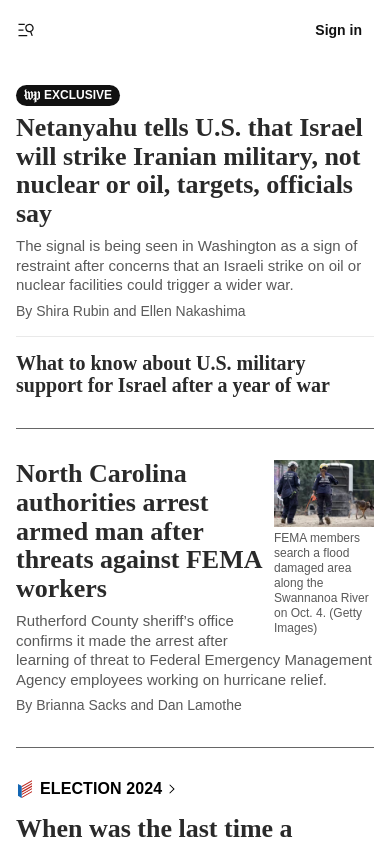 Sign in
wp EXCLUSIVE
Netanyahu tells U.S. that Israel
will strike Iranian military, not
nuclear or oil, targets, officials
say
The signal is being seen in Washington as a sign of
restraint after concerns that an Israeli strike on oil or
nuclear facilities could trigger a wider war.
By Shira Rubin and Ellen Nakashima
What to know about U.S. military
support for Israel after a year of war
North Carolina
authorities arrest
armed man after
threats against FEMA
workers
FEMA members
search a flood
damaged area
along the
Swannanoa River
on Oct. 4. (Getty
Images)
Rutherford County sheriff’s office
confirms it made the arrest after
learning of threat to Federal Emergency Management
Agency employees working on hurricane relief.
By Brianna Sacks and Dan Lamothe
ELECTION 2024
When was the last time a